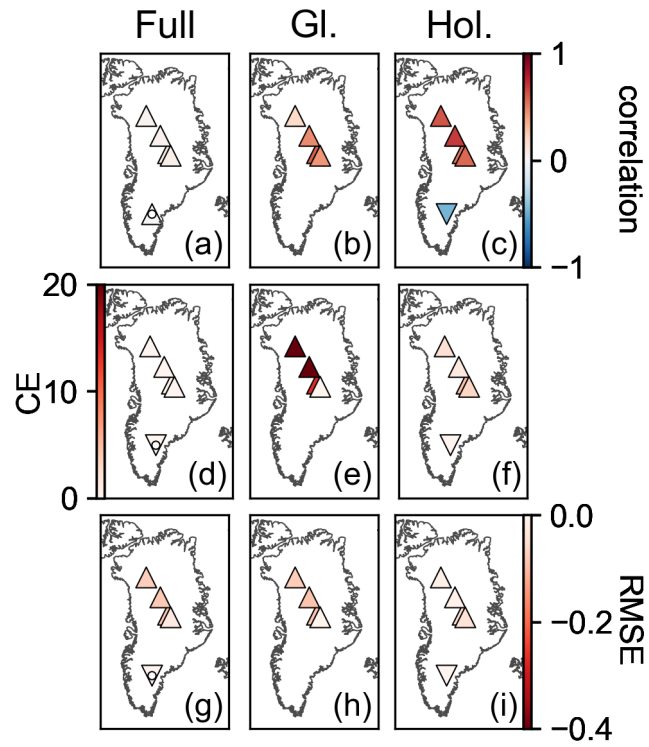 Full Gl. Hol.
(a) (b) (c)
1
0
−1
correlation
20
10
0
CE
(d) (e) (f)
(g) (h) (i)
0.0
−0.2
−0.4
RMSE